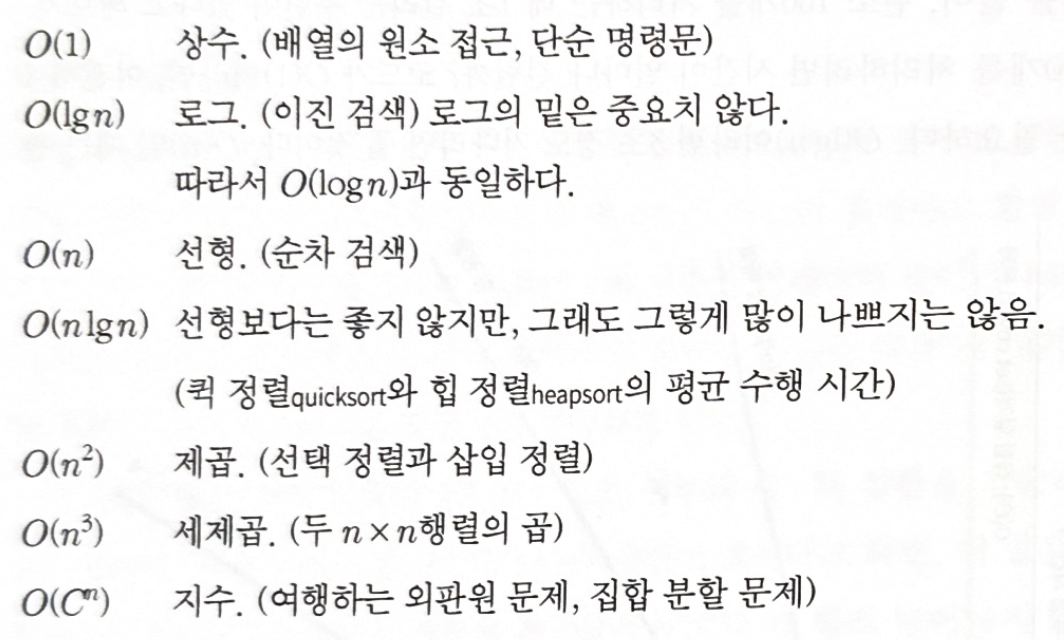 O(1) 상수. (배열의 원소 접근, 단순 명령문)
O(lgn) 로그. (이진 검색) 로그의 밑은 중요치 않다.
따라서 O(logn)과 동일하다.
O(n) 선형. (순차 검색)
O(nlgn) 선형보다는 좋지 않지만, 그래도 그렇게 많이 나쁘지는 않음.
(퀵 정렬quicksort와 힙 정렬heapsort의 평균 수행 시간)
O(n²) 제곱. (선택 정렬과 삽입 정렬)
O(n³) 세제곱. (두 n×n행렬의 곱)
O(Cⁿ) 지수. (여행하는 외판원 문제, 집합 분할 문제)